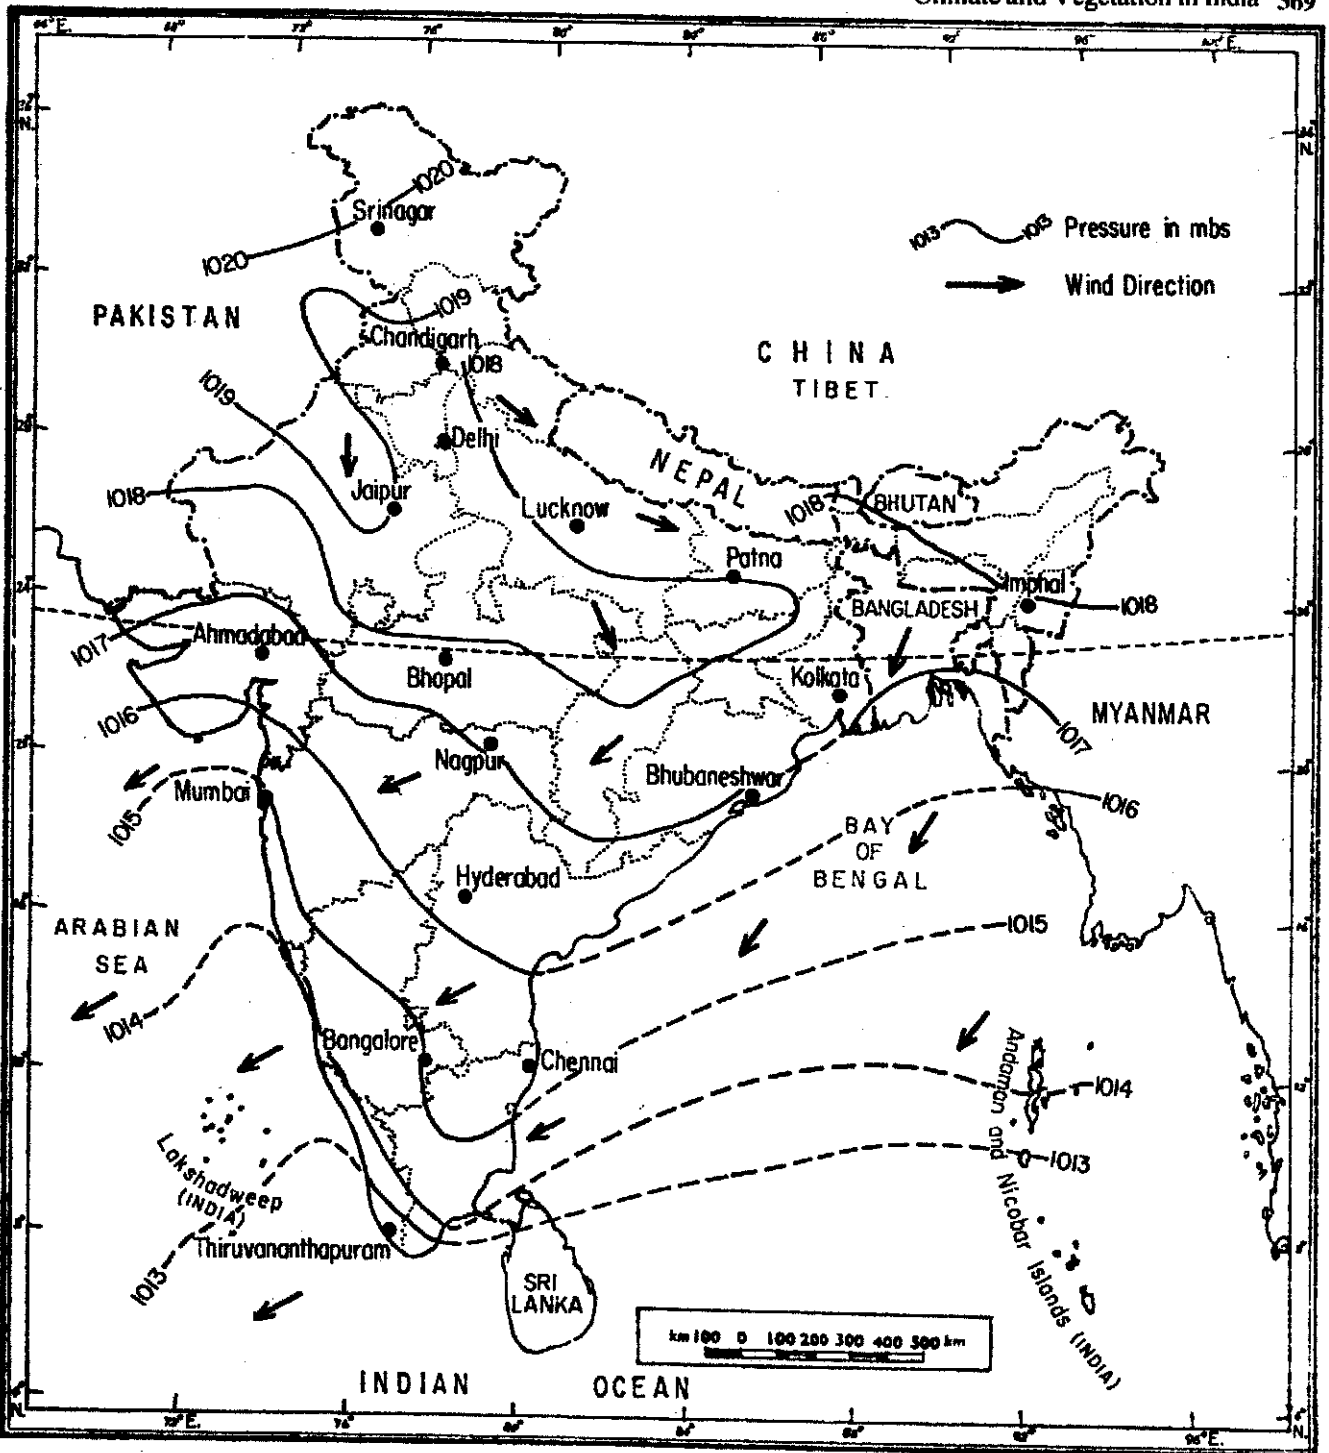 Climate and Vegetation in India 369
1020
Srinagar
1020
1013 1013 Pressure in mbs
Wind Direction
PAKISTAN
1019
Chandigarh
1018
CHINA
TIBET
1019
Delhi
NEPAL
1018
Jaipur
Lucknow
1018
BHUTAN
Patna
Imphal
BANGLADESH
1018
1017
Ahmadabad
Bhopal
Kolkata
1016
MYANMAR
1017
Nagpur
Bhubaneshwar
Mumbai
1015
1016
BAY
OF
BENGAL
Hyderabad
ARABIAN
SEA
1015
1014
Bangalore
Chennai
Andaman and Nicobar Islands (INDIA)
1014
1013
Lakshadweep
(INDIA)
Thiruvananthapuram
1013
SRI
LANKA
km 100 0 100 200 300 400 500 km
INDIAN OCEAN